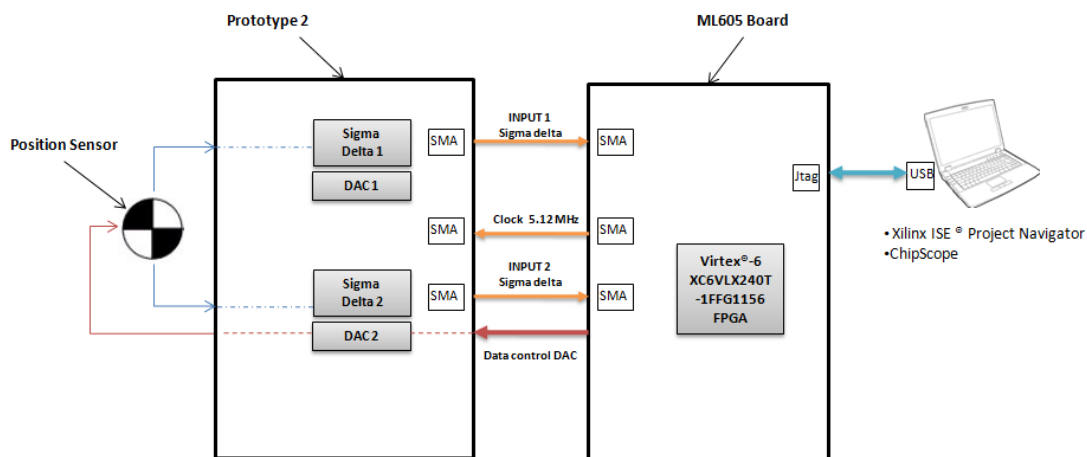 Prototype 2
ML605 Board
Position Sensor
Sigma
Delta 1
DAC 1
SMA
INPUT 1
Sigma delta
SMA
Jtag
USB
SMA
Clock 5.12 MHz
SMA
•Xilinx ISE ® Project Navigator
•ChipScope
Sigma
Delta 2
DAC 2
SMA
INPUT 2
Sigma delta
SMA
Data control DAC
Virtex®-6
XC6VLX240T
-1FFG1156
FPGA